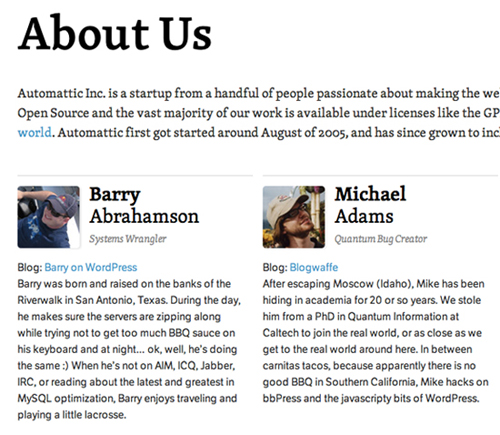 About Us
Automattic Inc. is a startup from a handful of people passionate about making the
Open Source and the vast majority of our work is available under licenses like the
world. Automattic first got started around August of 2005, and has since grown to
Barry
Abrahamson
Systems Wrangler
Blog: Barry on WordPress
Barry was born and raised on the banks of the
Riverwalk in San Antonio, Texas. During the day,
he makes sure the servers are zipping along
while trying not to get too much BBQ sauce on
his keyboard and at night... ok, well, he's doing
the same :) When he's not on AIM, ICQ, Jabber,
IRC, or reading about the latest and greatest in
MySQL optimization, Barry enjoys traveling and
playing a little lacrosse.
Michael
Adams
Quantum Bug Creator
Blog: Blogwaffe
After escaping Moscow (Idaho), Mike has been
hiding in academia for 20 or so years. We stole
him from a PhD in Quantum Information at
Caltech to join the real world, or as close as we
get to the real world around here. In between
carnitas tacos, because apparently there is no
good BBQ in Southern California, Mike hacks on
bbPress and the javascripty bits of WordPress.